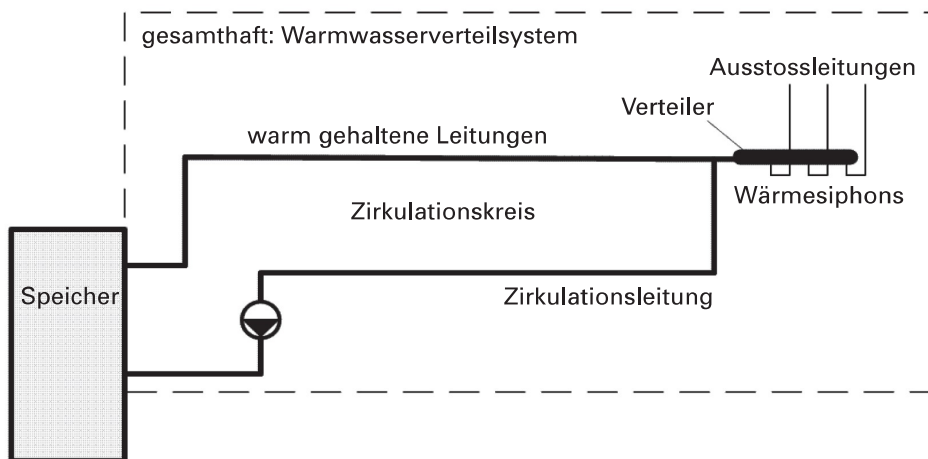 gesamthaft: Warmwasserverteilsystem
Ausstossleitungen
Verteiler
warm gehaltene Leitungen
Wärmesiphons
Zirkulationskreis
Speicher
Zirkulationsleitung